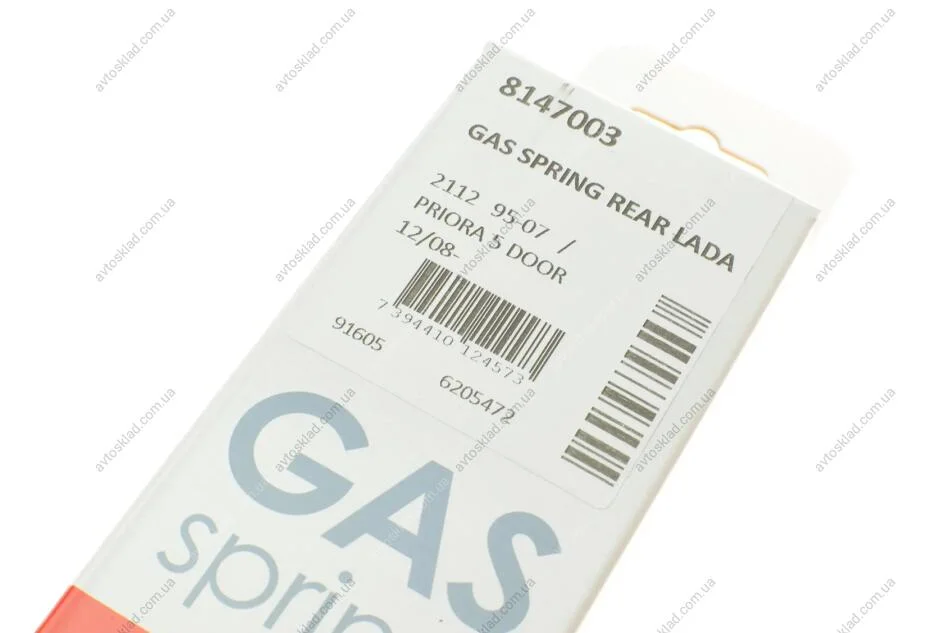 8147003
GAS SPRING REAR LADA
2112 95-07 /
PRIORA 5 DOOR
12/08-
7 394410 124573
91605
6205472
GAS
sprin
avtosklad.com.ua